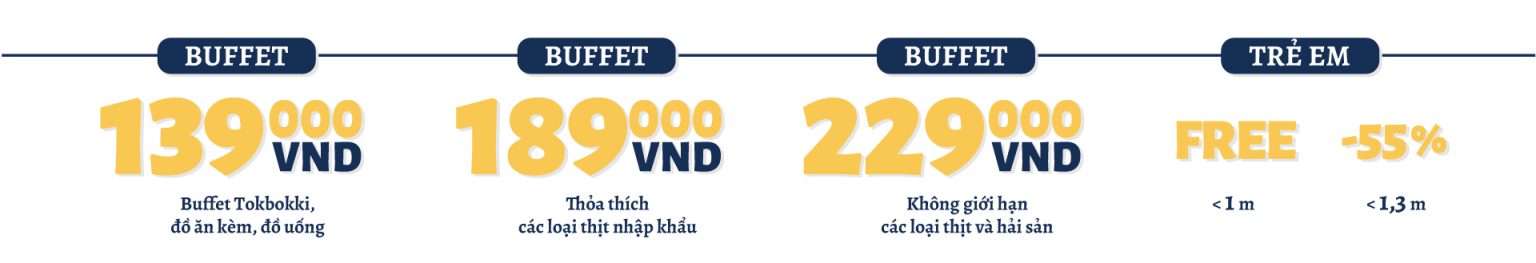 BUFFET
139000 VND
Buffet Tokbokki,
đồ ăn kèm, đồ uống
BUFFET
189000 VND
Thỏa thích
các loại thịt nhập khẩu
BUFFET
229000 VND
Không giới hạn
các loại thịt và hải sản
TRẺ EM
FREE
< 1 m
-55%
< 1,3 m